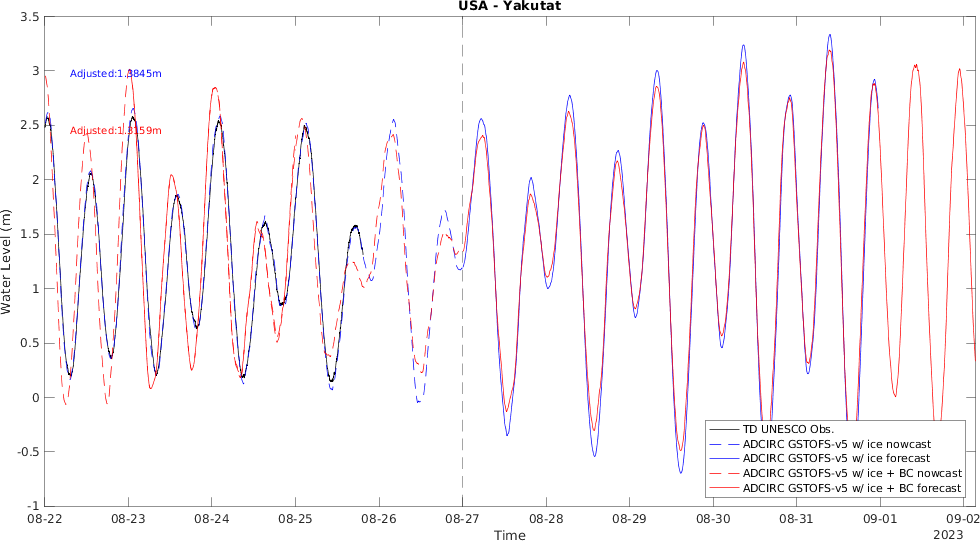 USA - Yakutat
3.5
3
2.5
2
1.5
1
0.5
0
-0.5
-1
Water Level (m)
Adjusted:1.3845m
Adjusted:1.3159m
TD UNESCO Obs.
ADCIRC GSTOFS-v5 w/ ice nowcast
ADCIRC GSTOFS-v5 w/ ice forecast
ADCIRC GSTOFS-v5 w/ ice + BC nowcast
ADCIRC GSTOFS-v5 w/ ice + BC forecast
08-22 08-23 08-24 08-25 08-26 08-27 08-28 08-29 08-30 08-31 09-01 09-02
Time
2023